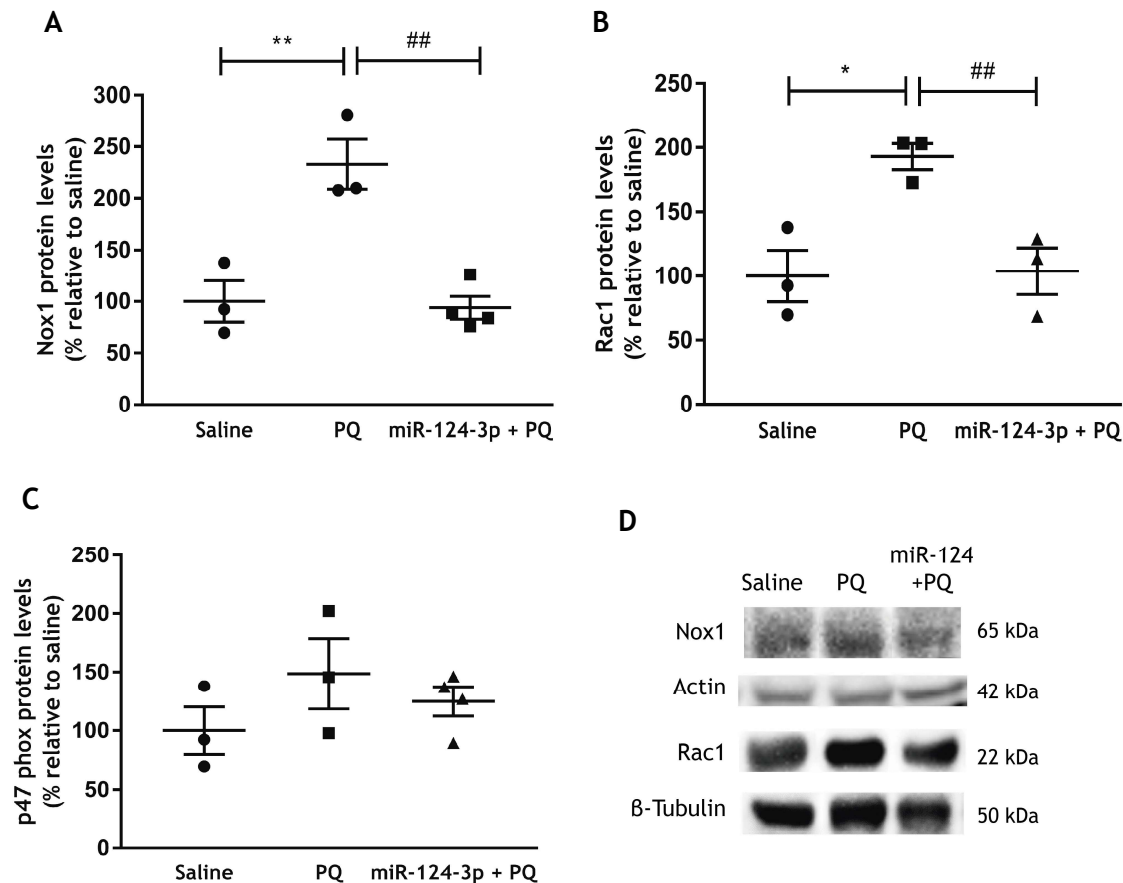 A
** ##
Nox1 protein levels
(% relative to saline)
300
250
200
150
100
50
0
Saline PQ miR-124-3p + PQ
B
* ##
Rac1 protein levels
(% relative to saline)
250
200
150
100
50
0
Saline PQ miR-124-3p + PQ
C
p47 phox protein levels
(% relative to saline)
250
200
150
100
50
0
Saline PQ miR-124-3p + PQ
D
miR-124
Saline PQ +PQ
Nox1 65 kDa
Actin 42 kDa
Rac1 22 kDa
ß-Tubulin 50 kDa